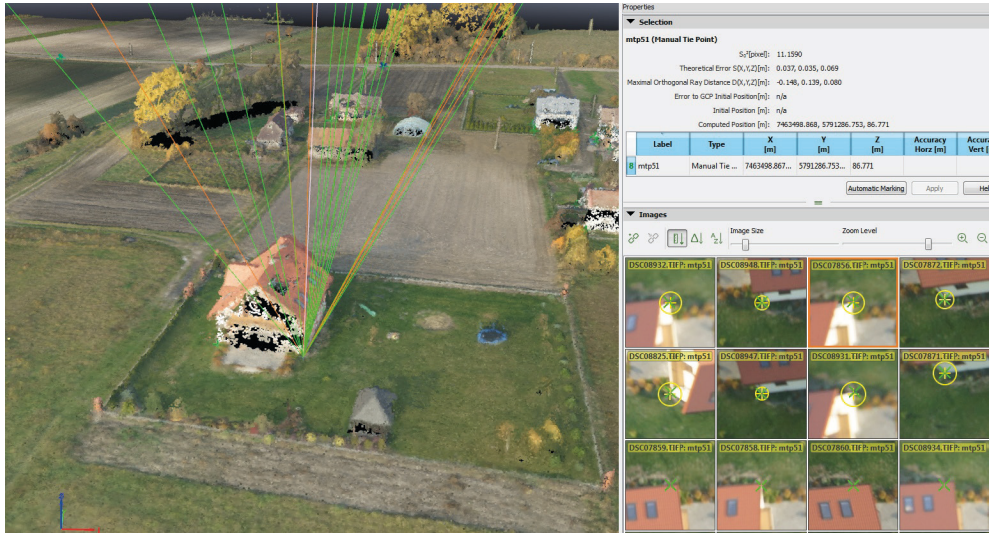 Properties
Selection
mtp51 (Manual Tie Point)
S₀²[pixel]: 11.1590
Theoretical Error S(X,Y,Z)[m]: 0.037, 0.035, 0.069
Maximal Orthogonal Ray Distance D(X,Y,Z)[m]: -0.148, 0.139, 0.080
Error to GCP Initial Position[m]: n/a
Initial Position [m]: n/a
Computed Position [m]: 7463498.868, 5791286.753, 86.771
Label Type X [m] Y [m] Z [m] Accuracy Horz [m] Accura Vert [
8 mtp51 Manual Tie ... 7463498.867... 5791286.753... 86.771
Automatic Marking Apply Hel
Images
Image Size Zoom Level
DSC08932.TIFP: mtp51 DSC08948.TIFP: mtp51 DSC07856.TIFP: mtp51 DSC07872.TIFP: mtp51
DSC08825.TIFP: mtp51 DSC08947.TIFP: mtp51 DSC08931.TIFP: mtp51 DSC07871.TIFP: mtp51
DSC07859.TIFP: mtp51 DSC07858.TIFP: mtp51 DSC07860.TIFP: mtp51 DSC08934.TIFP: mtp51